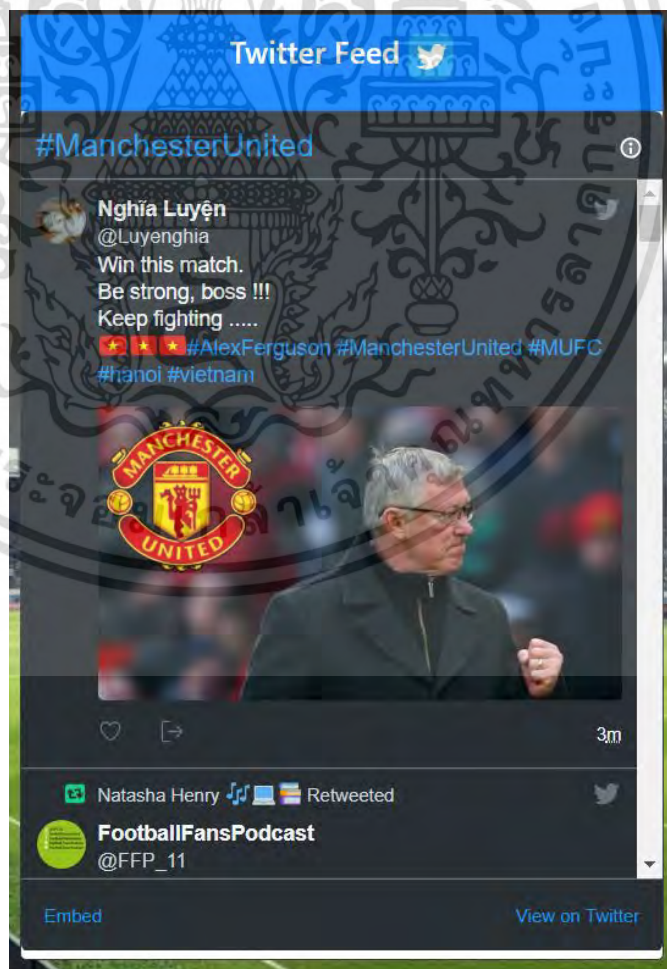 Twitter Feed
#ManchesterUnited
Nghĩa Luyện
@Luyenghia
Win this match.
Be strong, boss !!!
Keep fighting .....
#AlexFerguson #ManchesterUnited #MUFC
#hanoi #vietnam
MANCHESTER
UNITED
3m
Natasha Henry Retweeted
FootballFansPodcast
@FFP_11
Embed
View on Twitter